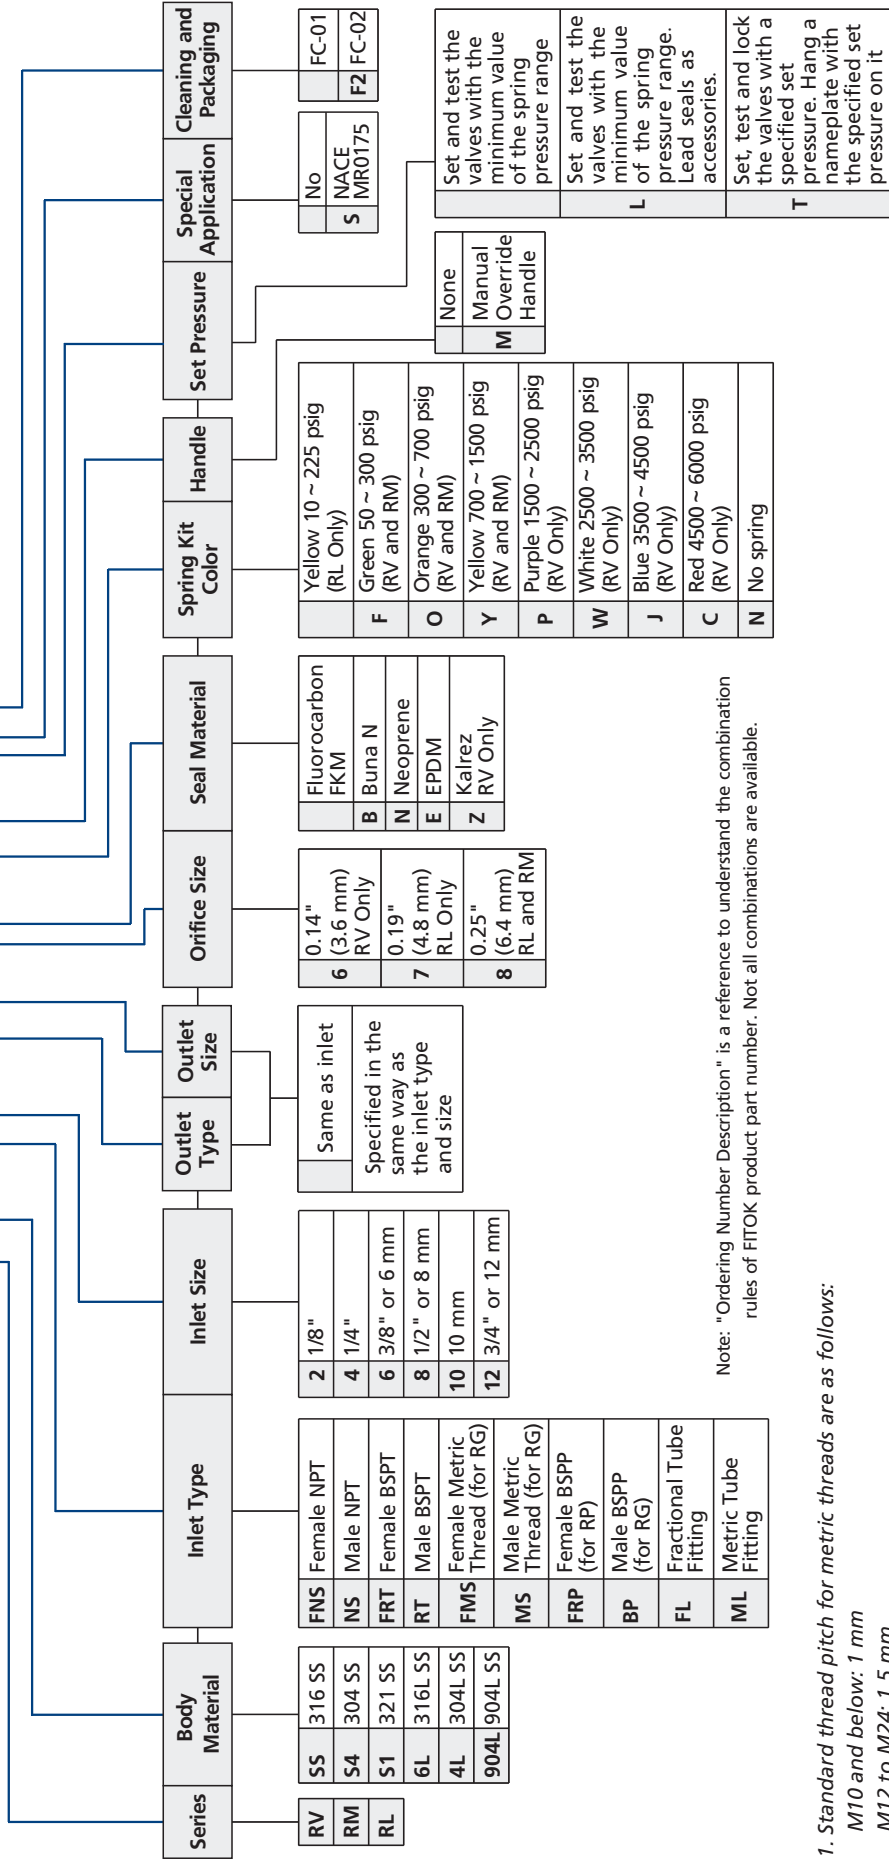 Series
Body
Material
Inlet Type
Inlet Size
Outlet
Type
Outlet
Size
Orifice Size
Seal Material
Spring Kit
Color
Handle
Set Pressure
Special
Application
Cleaning and
Packaging
RV
RM
RL
SS 316 SS
S4 304 SS
S1 321 SS
6L 316L SS
4L 304L SS
904L 904L SS
FNS Female NPT
NS Male NPT
FRT Female BSPT
RT Male BSPT
FMS Female Metric
Thread (for RG)
MS Male Metric
Thread (for RG)
FRP Female BSPP
(for RP)
BP Male BSPP
(for RG)
FL Fractional Tube
Fitting
ML Metric Tube
Fitting
2 1/8"
4 1/4"
6 3/8" or 6 mm
8 1/2" or 8 mm
10 10 mm
12 3/4" or 12 mm
Same as inlet
Specified in the
same way as
the inlet type
and size
6 0.14"
(3.6 mm)
RV Only
7 0.19"
(4.8 mm)
RL Only
8 0.25"
(6.4 mm)
RL and RM
Fluorocarbon
FKM
B Buna N
N Neoprene
E EPDM
Z Kalrez
RV Only
Yellow 10 ~ 225 psig
(RL Only)
F Green 50 ~ 300 psig
(RV and RM)
O Orange 300 ~ 700 psig
(RV and RM)
Y Yellow 700 ~ 1500 psig
(RV and RM)
P Purple 1500 ~ 2500 psig
(RV Only)
W White 2500 ~ 3500 psig
(RV Only)
J Blue 3500 ~ 4500 psig
(RV Only)
C Red 4500 ~ 6000 psig
(RV Only)
N No spring
None
M Manual
Override
Handle
Set and test the
valves with the
minimum value
of the spring
pressure range
L Set and test the
valves with the
minimum value
of the spring
pressure range.
Lead seals as
accessories.
T Set, test and lock
the valves with a
specified set
pressure. Hang a
nameplate with
the specified set
pressure on it
No
S NACE
MR0175
FC-01
F2 FC-02
Note: "Ordering Number Description" is a reference to understand the combination
rules of FITOK product part number. Not all combinations are available.
1. Standard thread pitch for metric threads are as follows:
M10 and below: 1 mm
M12 to M24: 1.5 mm